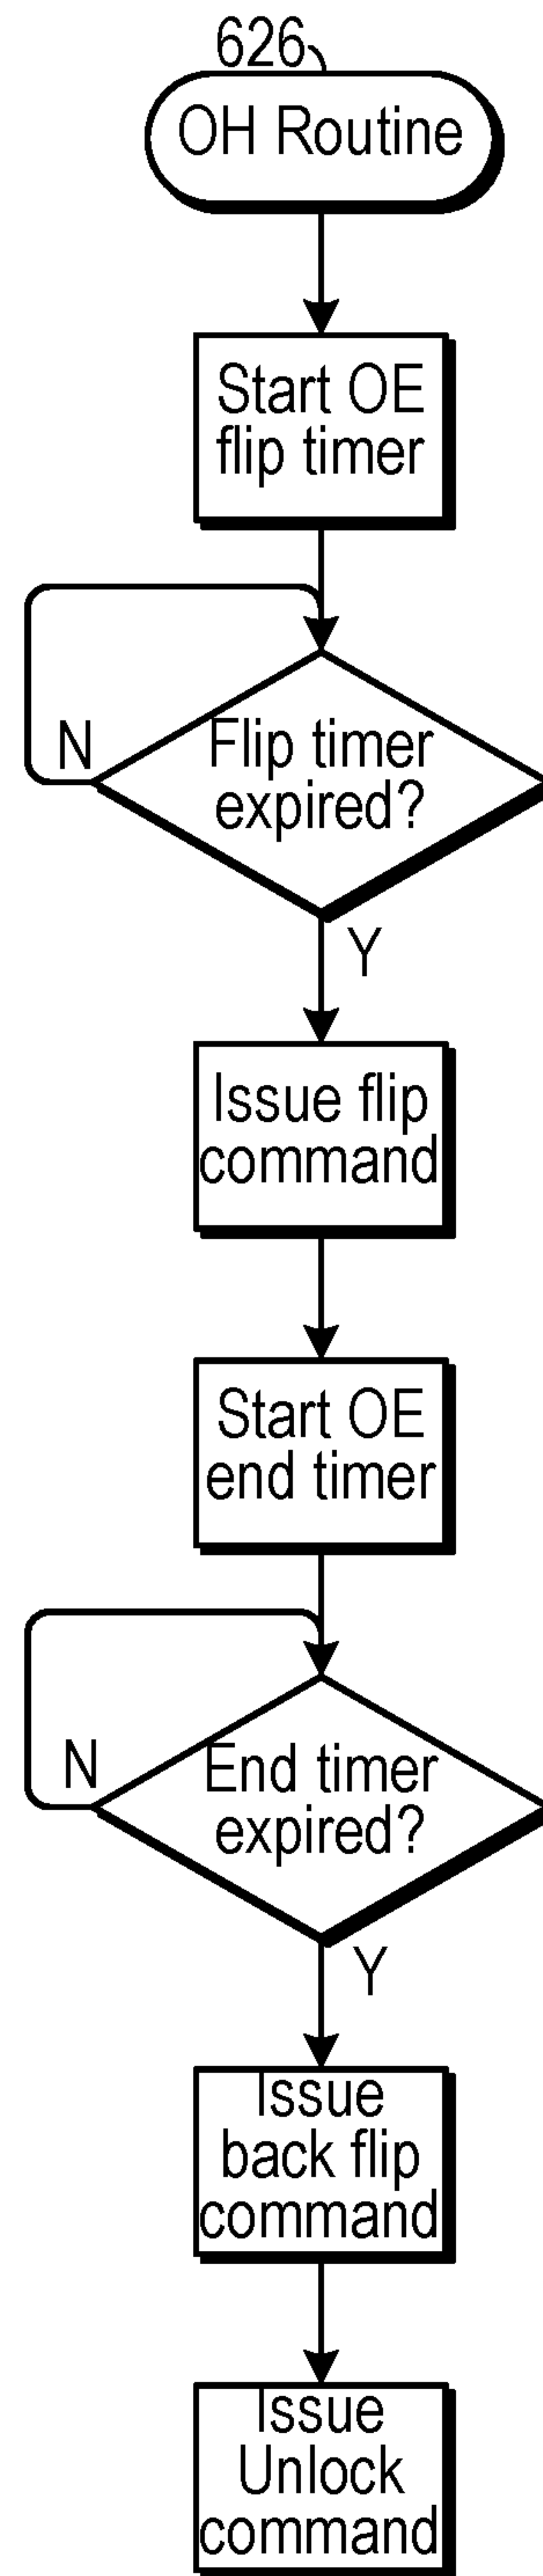 626
OH Routine
Start OE
flip timer
N
Flip timer
expired?
Y
Issue flip
command
Start OE
end timer
N
End timer
expired?
Y
Issue
back flip
command
Issue
Unlock
command